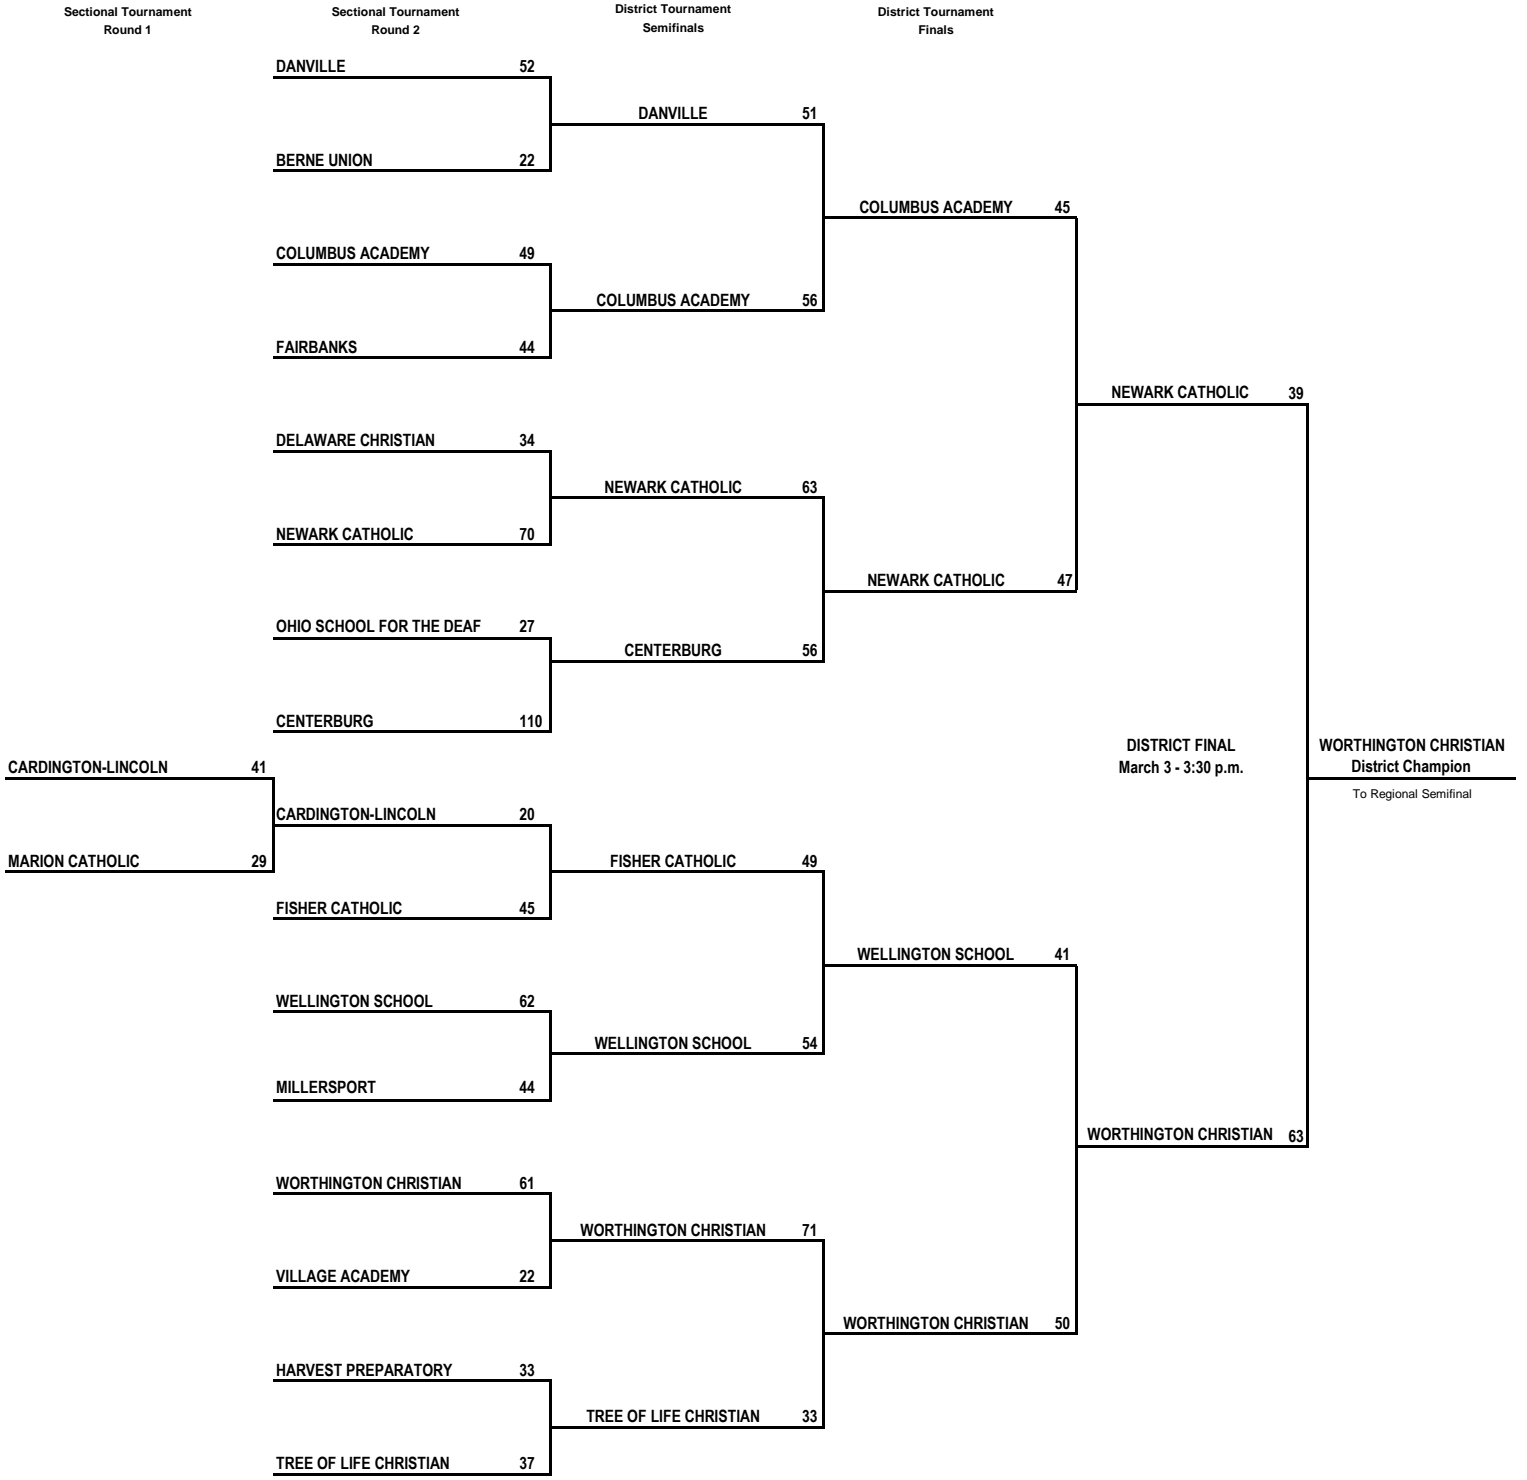 Sectional Tournament
Round 1
Sectional Tournament
Round 2
District Tournament
Semifinals
District Tournament
Finals
DANVILLE 52
DANVILLE 51
BERNE UNION 22
COLUMBUS ACADEMY 45
COLUMBUS ACADEMY 49
COLUMBUS ACADEMY 56
FAIRBANKS 44
NEWARK CATHOLIC 39
DELAWARE CHRISTIAN 34
NEWARK CATHOLIC 63
NEWARK CATHOLIC 70
NEWARK CATHOLIC 47
OHIO SCHOOL FOR THE DEAF 27
CENTERBURG 56
CENTERBURG 110
DISTRICT FINAL
March 3 - 3:30 p.m.
WORTHINGTON CHRISTIAN
District Champion
To Regional Semifinal
CARDINGTON-LINCOLN 41
CARDINGTON-LINCOLN 20
MARION CATHOLIC 29
FISHER CATHOLIC 49
FISHER CATHOLIC 45
WELLINGTON SCHOOL 41
WELLINGTON SCHOOL 62
WELLINGTON SCHOOL 54
MILLERSPORT 44
WORTHINGTON CHRISTIAN 63
WORTHINGTON CHRISTIAN 61
WORTHINGTON CHRISTIAN 71
VILLAGE ACADEMY 22
WORTHINGTON CHRISTIAN 50
HARVEST PREPARATORY 33
TREE OF LIFE CHRISTIAN 33
TREE OF LIFE CHRISTIAN 37